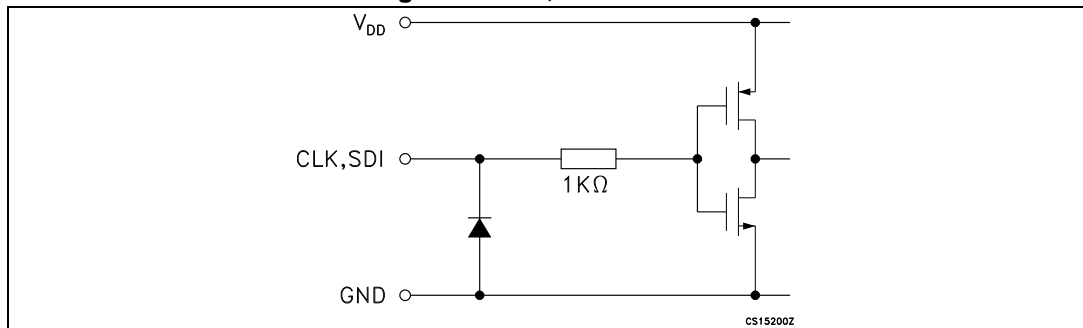 V_DD
CLK,SDI
1KΩ
GND
CS15200Z